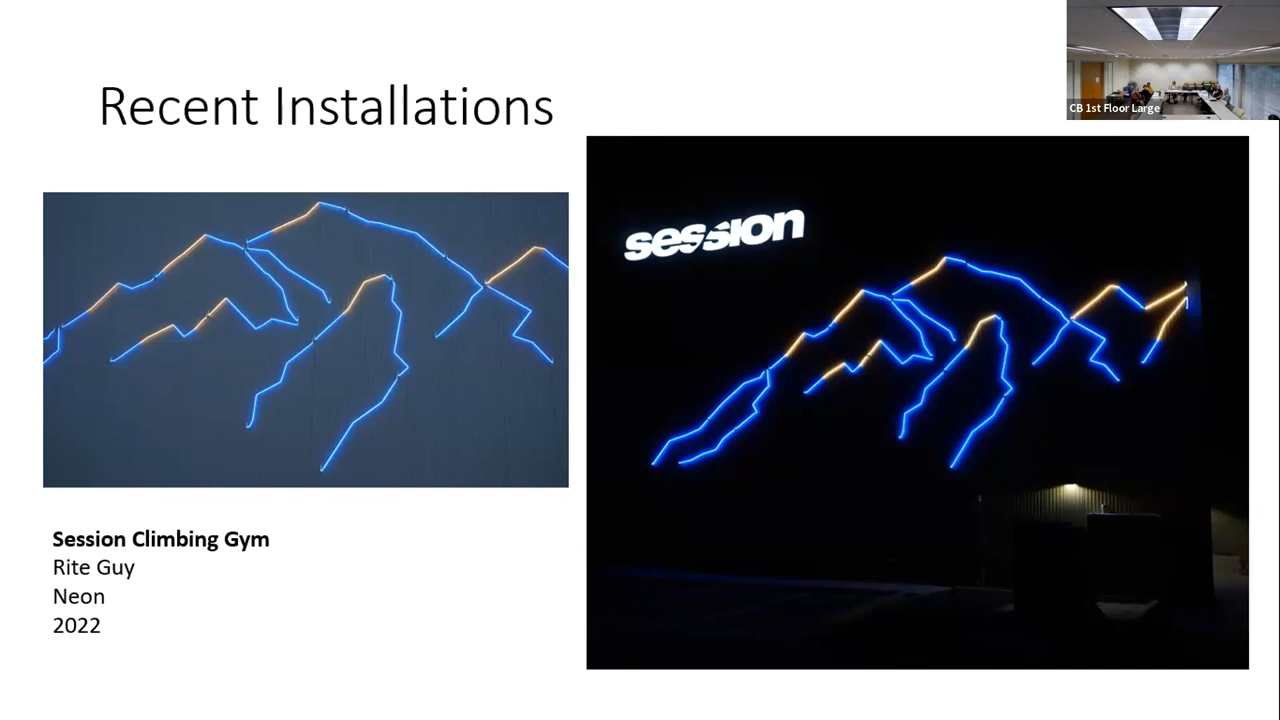 Recent Installations
CB 1st Floor Large
session
Session Climbing Gym
Rite Guy
Neon
2022